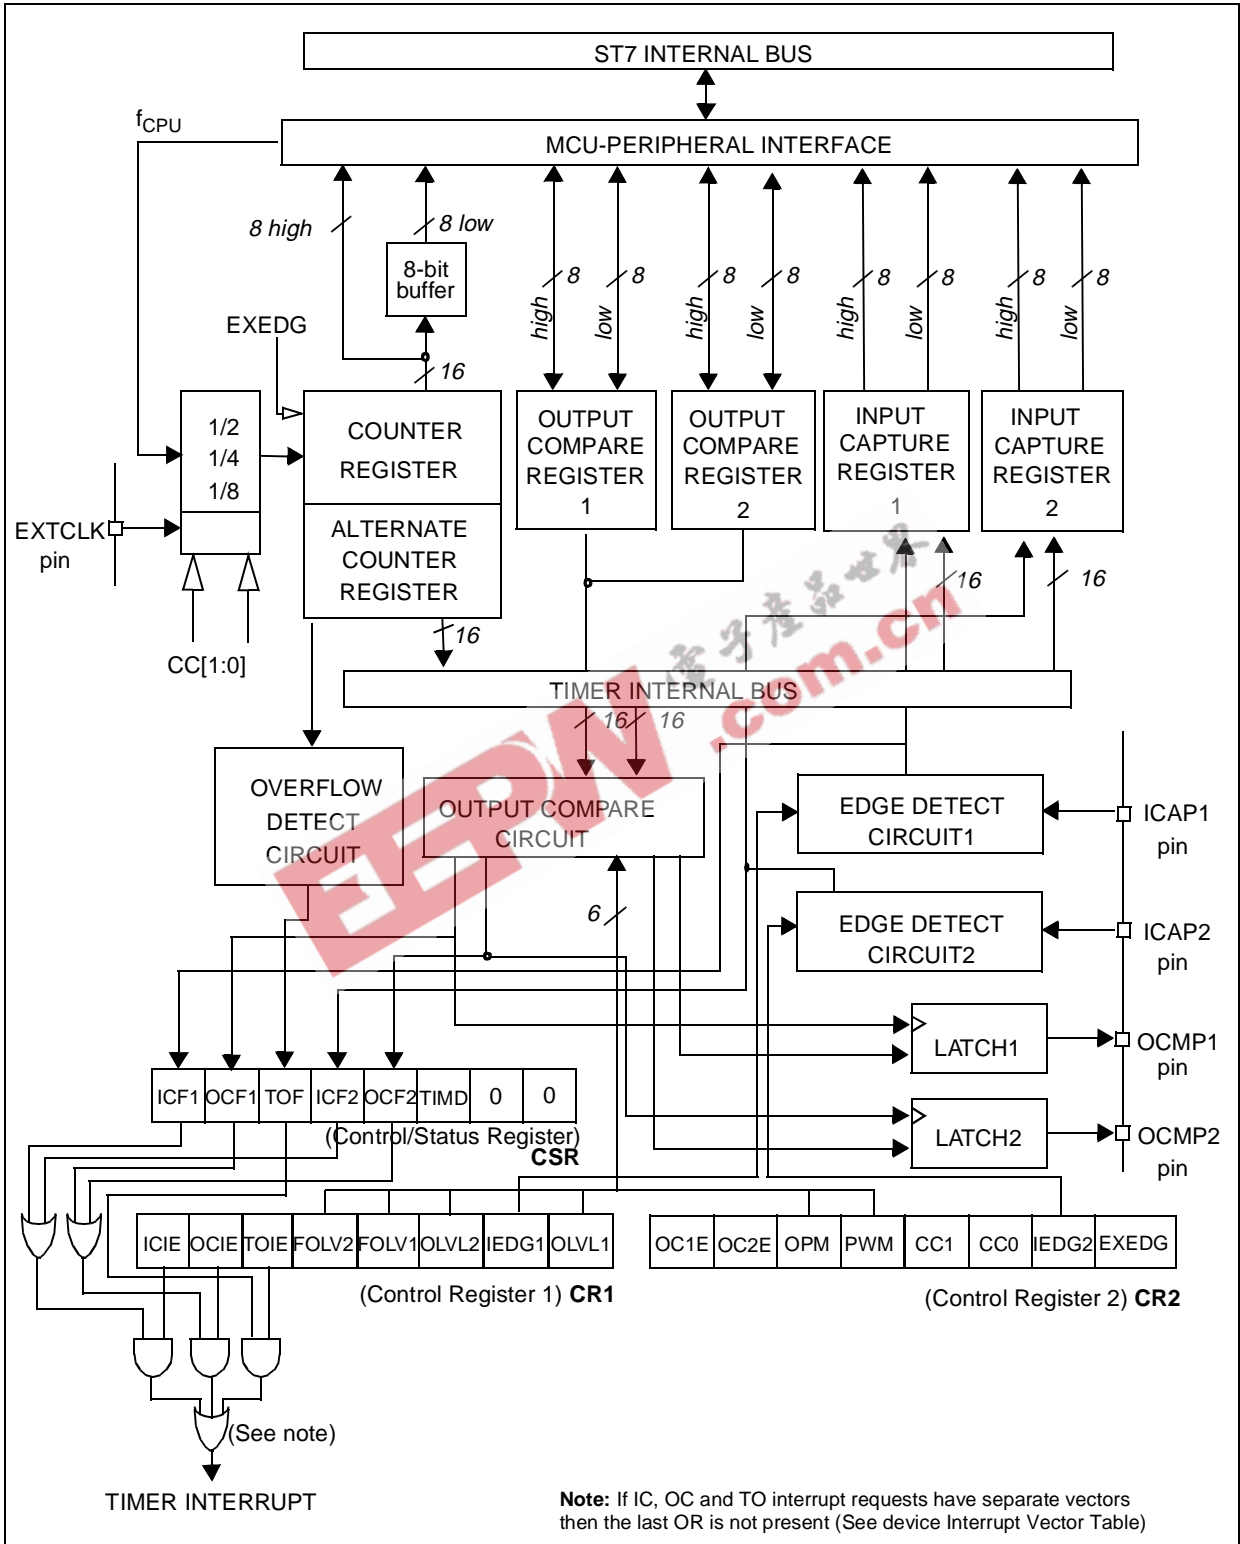 ST7 INTERNAL BUS
fCPU
MCU-PERIPHERAL INTERFACE
8 high
8 low
8-bit
buffer
8
8
8
8
8
8
8
8
high
low
high
low
high
low
high
low
EXEDG
16
1/2
1/4
1/8
COUNTER
REGISTER
OUTPUT
COMPARE
REGISTER
1
OUTPUT
COMPARE
REGISTER
2
INPUT
CAPTURE
REGISTER
1
INPUT
CAPTURE
REGISTER
2
EXTCLK
pin
ALTERNATE
COUNTER
REGISTER
16
16
16
CC[1:0]
電子產品世界
.com.cn
EEPW
TIMER INTERNAL BUS
16
16
OVERFLOW
DETECT
CIRCUIT
OUTPUT COMPARE
CIRCUIT
EDGE DETECT
CIRCUIT1
ICAP1
pin
6
EDGE DETECT
CIRCUIT2
ICAP2
pin
LATCH1
OCMP1
pin
ICF1 OCF1 TOF ICF2 OCF2 TIMD 0 0
(Control/Status Register)
CSR
LATCH2
OCMP2
pin
ICIE OCIE TOIE FOLV2 FOLV1 OLVL2 IEDG1 OLVL1
OC1E OC2E OPM PWM CC1 CC0 IEDG2 EXEDG
(Control Register 1) CR1
(Control Register 2) CR2
(See note)
TIMER INTERRUPT
Note: If IC, OC and TO interrupt requests have separate vectors
then the last OR is not present (See device Interrupt Vector Table)